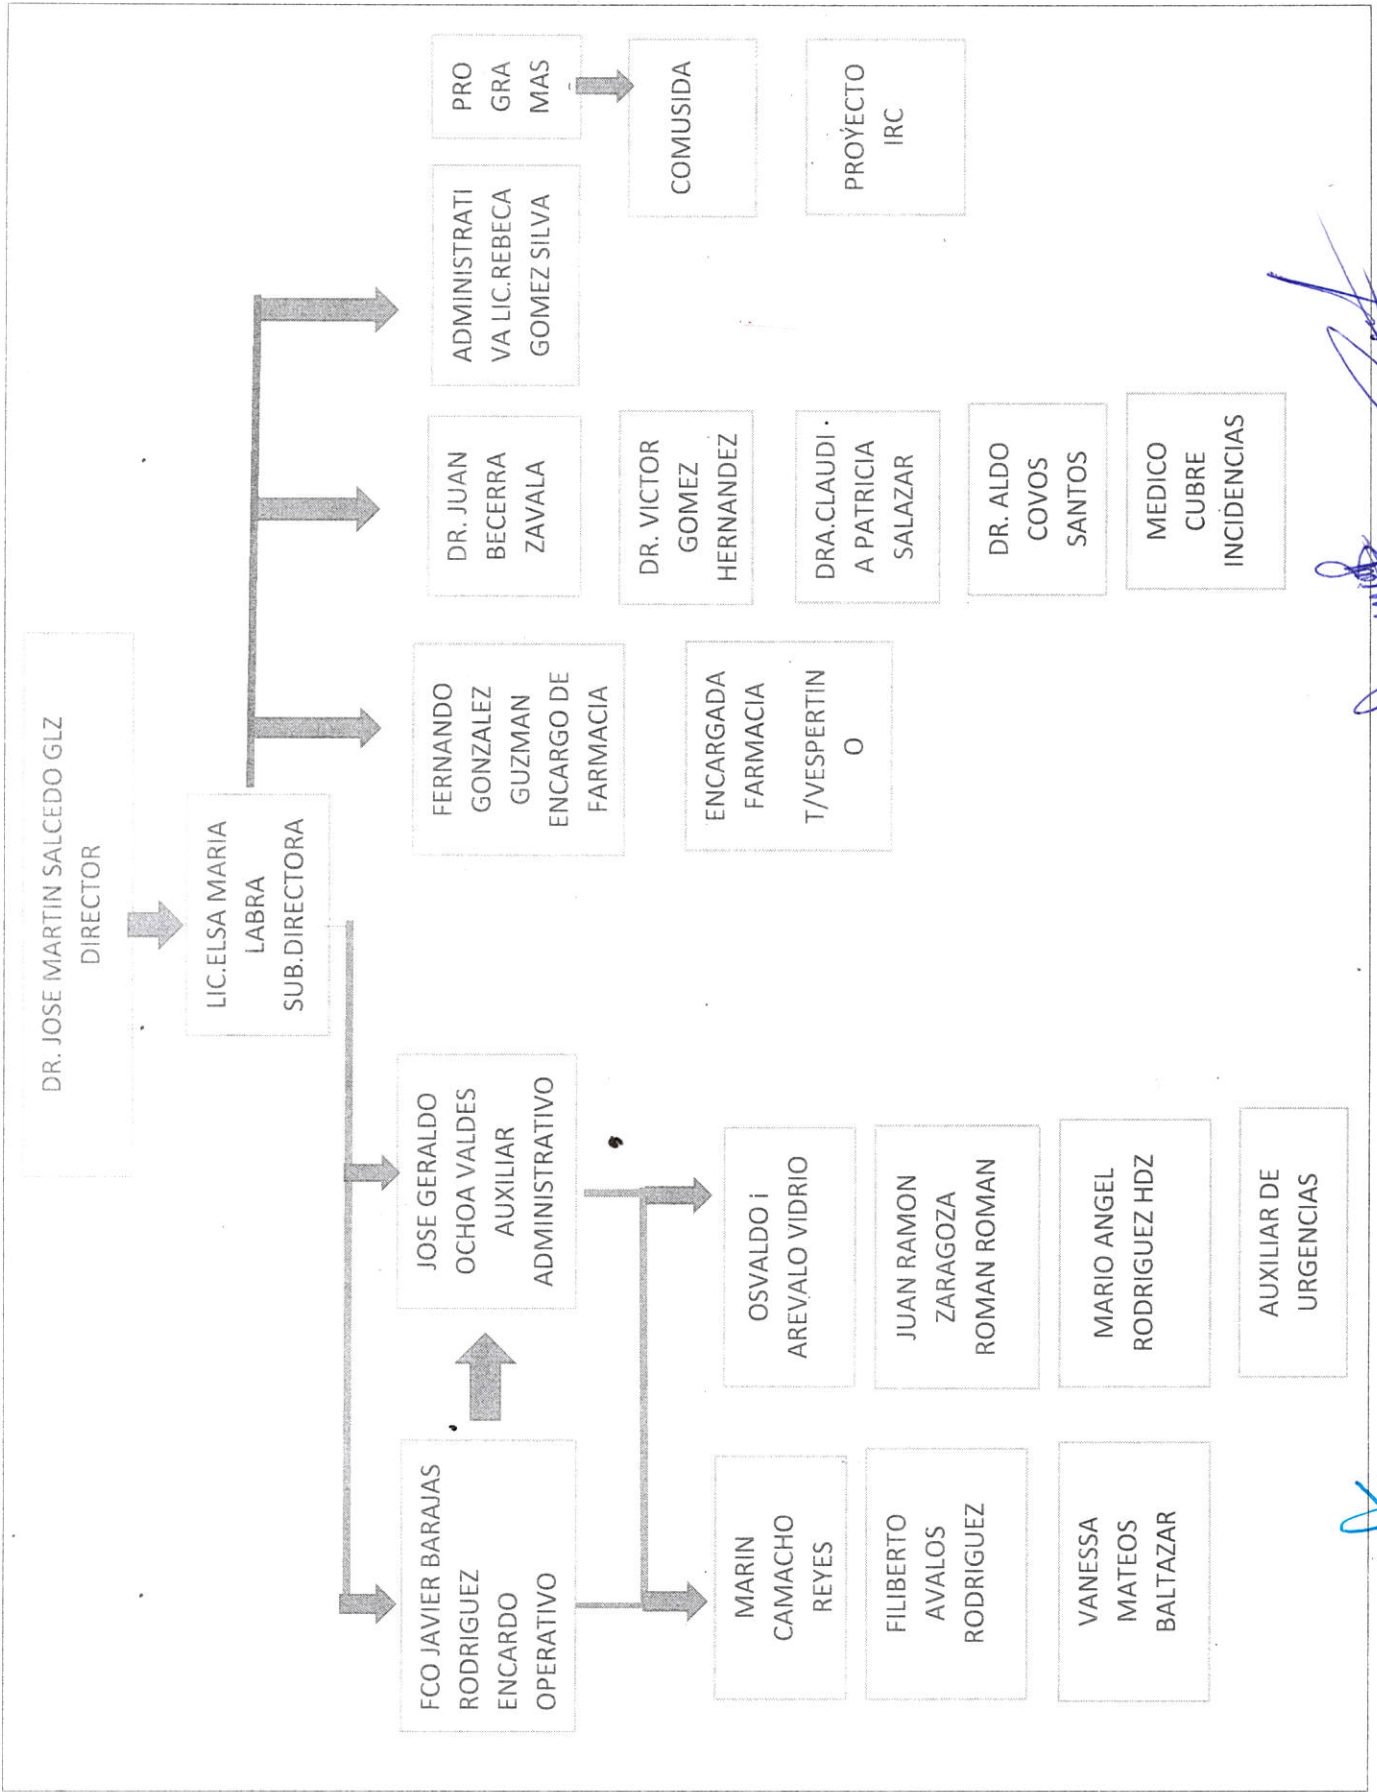 DR. JOSE MARTIN SALCEDO GLZ
DIRECTOR
LIC.ELSA MARIA
LABRA
SUB.DIRECTORA
FCO JAVIER BARAJAS
RODRIGUEZ
ENCARDO
OPERATIVO
JOSE GERALDO
OCHOA VALDES
AUXILIAR
ADMINISTRATIVO
FERNANDO
GONZALEZ
GUZMAN
ENCARGO DE
FARMACIA
DR. JUAN
BECERRA
ZAVALA
ADMINISTRATI
VA LIC.REBECA
GOMEZ SILVA
PRO
GRA
MAS
MARIN
CAMACHO
REYES
OSVALDO i
AREVALO VIDRIO
ENCARGADA
FARMACIA
T/VESPERTIN
O
DR. VICTOR
GOMEZ
HERNANDEZ
COMUSIDA
FILIBERTO
AVALOS
RODRIGUEZ
JUAN RAMON
ZARAGOZA
ROMAN ROMAN
DRA.CLAUDI
A PATRICIA
SALAZAR
PROYECTO
IRC
VANESSA
MATEOS
BALTAZAR
MARIO ANGEL
RODRIGUEZ HDZ
DR. ALDO
COVOS
SANTOS
AUXILIAR DE
URGENCIAS
MEDICO
CUBRE
INCIDENCIAS